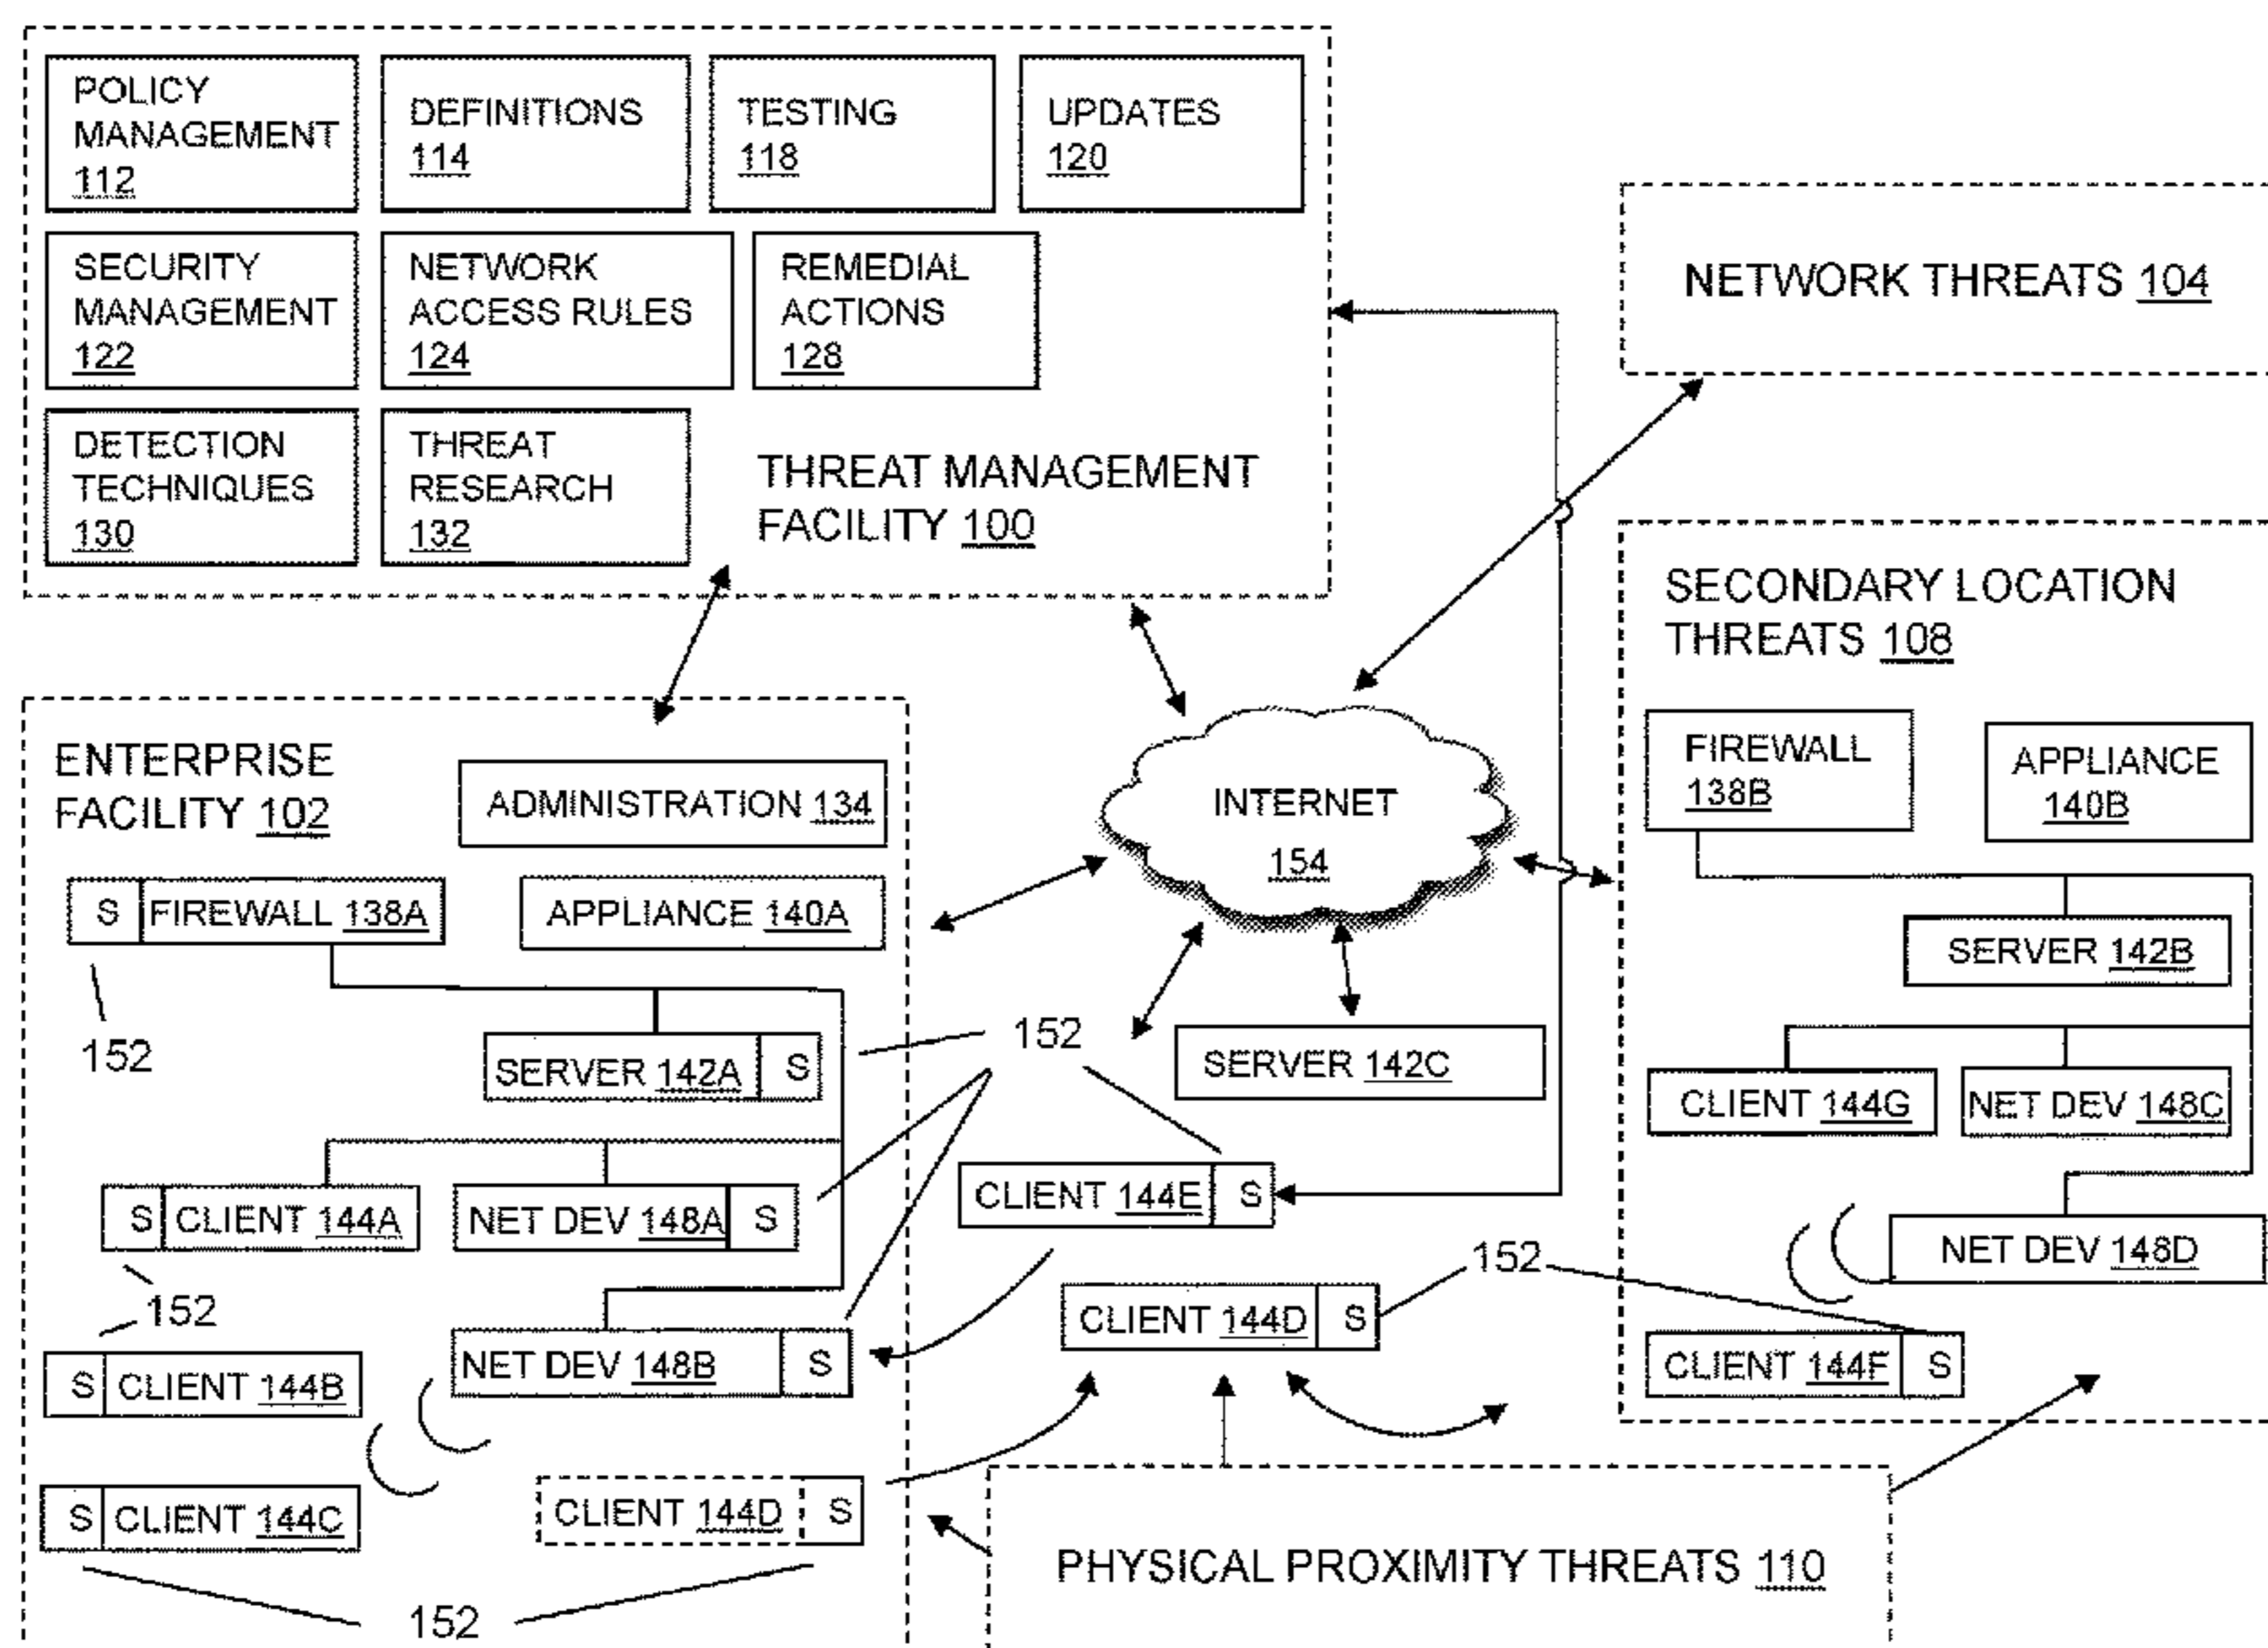 POLICY
MANAGEMENT
112
DEFINITIONS
114
TESTING
118
UPDATES
120
SECURITY
MANAGEMENT
122
NETWORK
ACCESS RULES
124
REMEDIAL
ACTIONS
128
DETECTION
TECHNIQUES
130
THREAT
RESEARCH
132
THREAT MANAGEMENT
FACILITY 100
NETWORK THREATS 104
SECONDARY LOCATION
THREATS 108
FIREWALL
138B
APPLIANCE
140B
SERVER 142B
CLIENT 144G
NET DEV 148C
NET DEV 148D
CLIENT 144F S
ENTERPRISE
FACILITY 102
ADMINISTRATION 134
S FIREWALL 138A
APPLIANCE 140A
152
SERVER 142A S
S CLIENT 144A
NET DEV 148A S
152
S CLIENT 144B
NET DEV 148B S
S CLIENT 144C
CLIENT 144D S
152
INTERNET
154
152
SERVER 142C
CLIENT 144E S
152
CLIENT 144D S
PHYSICAL PROXIMITY THREATS 110